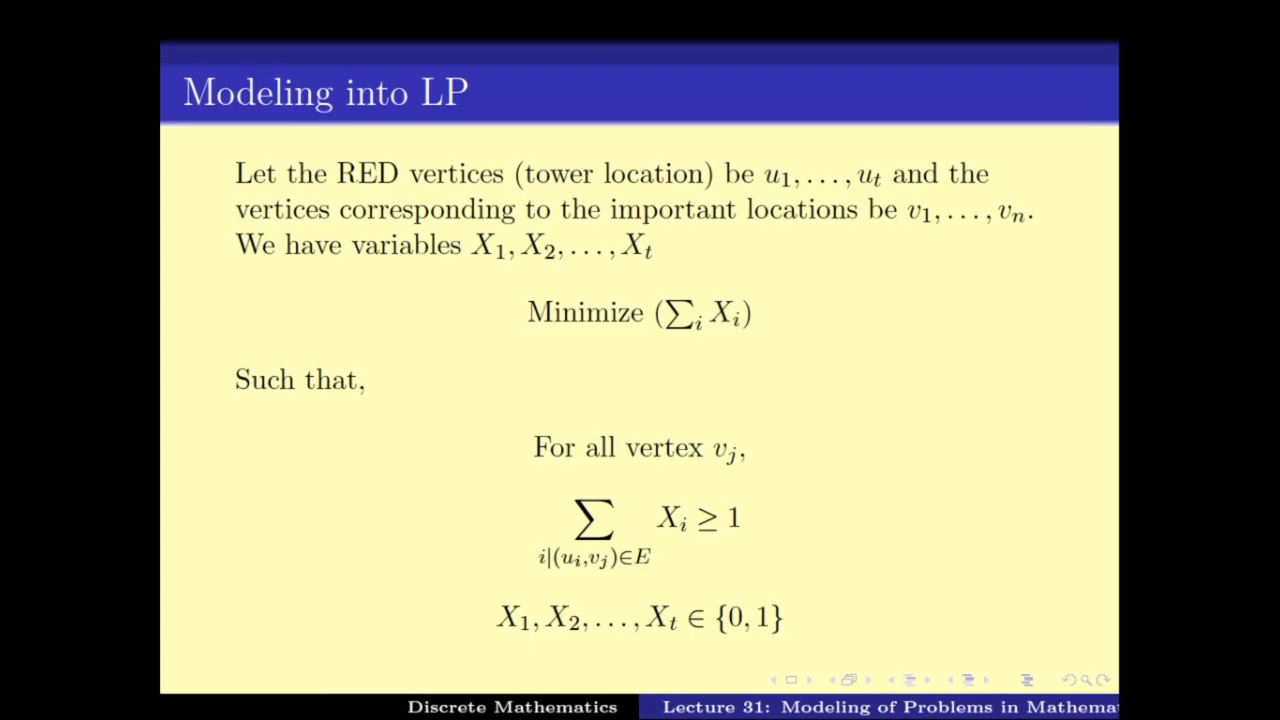 Modeling into LP
Let the RED vertices (tower location) be u₁, . . . , uₜ and the
vertices corresponding to the important locations be v₁, . . . , vₙ.
We have variables X₁, X₂, . . . , Xₜ
Minimize (∑ᵢ Xᵢ)
Such that,
For all vertex vⱼ,
∑ Xᵢ ≥ 1
i|(uᵢ,vⱼ)∈E
X₁, X₂, . . . , Xₜ ∈ {0, 1}
Discrete Mathematics
Lecture 31: Modeling of Problems in